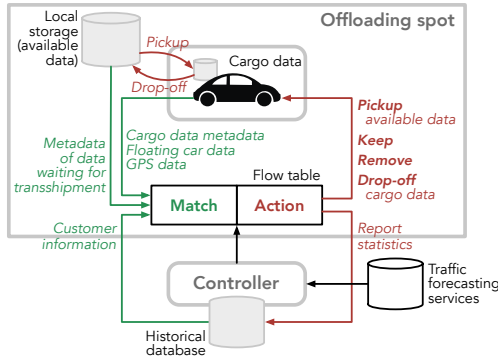 Offloading spot
Local
storage
(available
data)
Pickup
Drop-off
Cargo data
Metadata
of data
waiting for
transshipment
Cargo data metadata
Floating car data
GPS data
Pickup
available data
Keep
Remove
Drop-off
cargo data
Flow table
Match
Action
Customer
information
Report
statistics
Controller
Traffic
forecasting
services
Historical
database